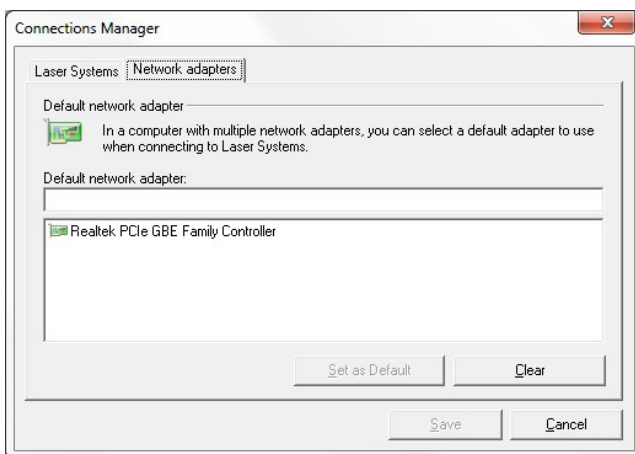 Connections Manager
Laser Systems Network adapters
Default network adapter
In a computer with multiple network adapters, you can select a default adapter to use
when connecting to Laser Systems.
Default network adapter:
Realtek PCIe GBE Family Controller
Set as Default Clear
Save Cancel